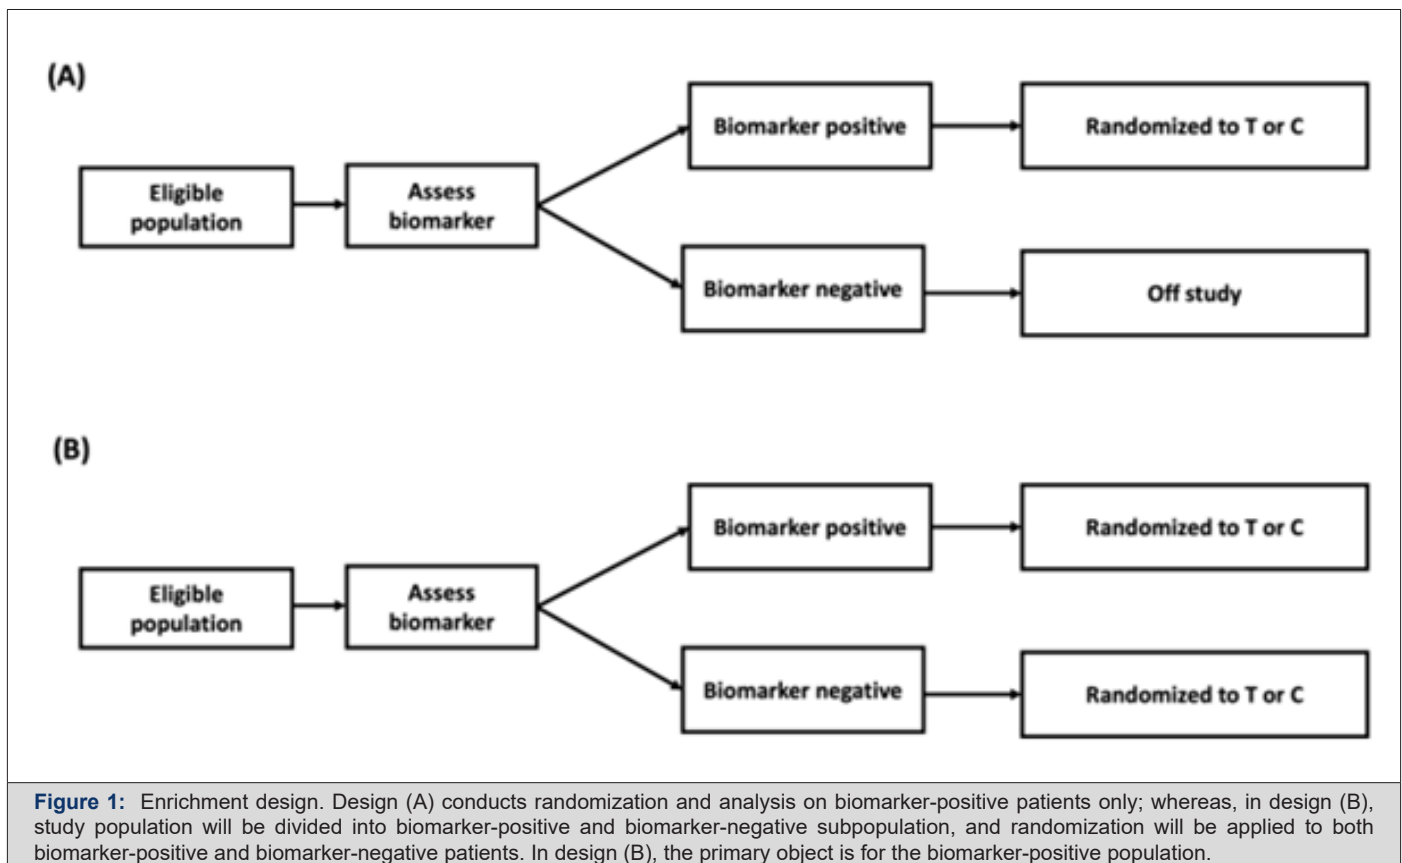 (A)
Biomarker positive
Randomized to T or C
Eligible
population
Assess
biomarker
Biomarker negative
Off study
(B)
Biomarker positive
Randomized to T or C
Eligible
population
Assess
biomarker
Biomarker negative
Randomized to T or C
Figure 1: Enrichment design. Design (A) conducts randomization and analysis on biomarker-positive patients only; whereas, in design (B),
study population will be divided into biomarker-positive and biomarker-negative subpopulation, and randomization will be applied to both
biomarker-positive and biomarker-negative patients. In design (B), the primary object is for the biomarker-positive population.